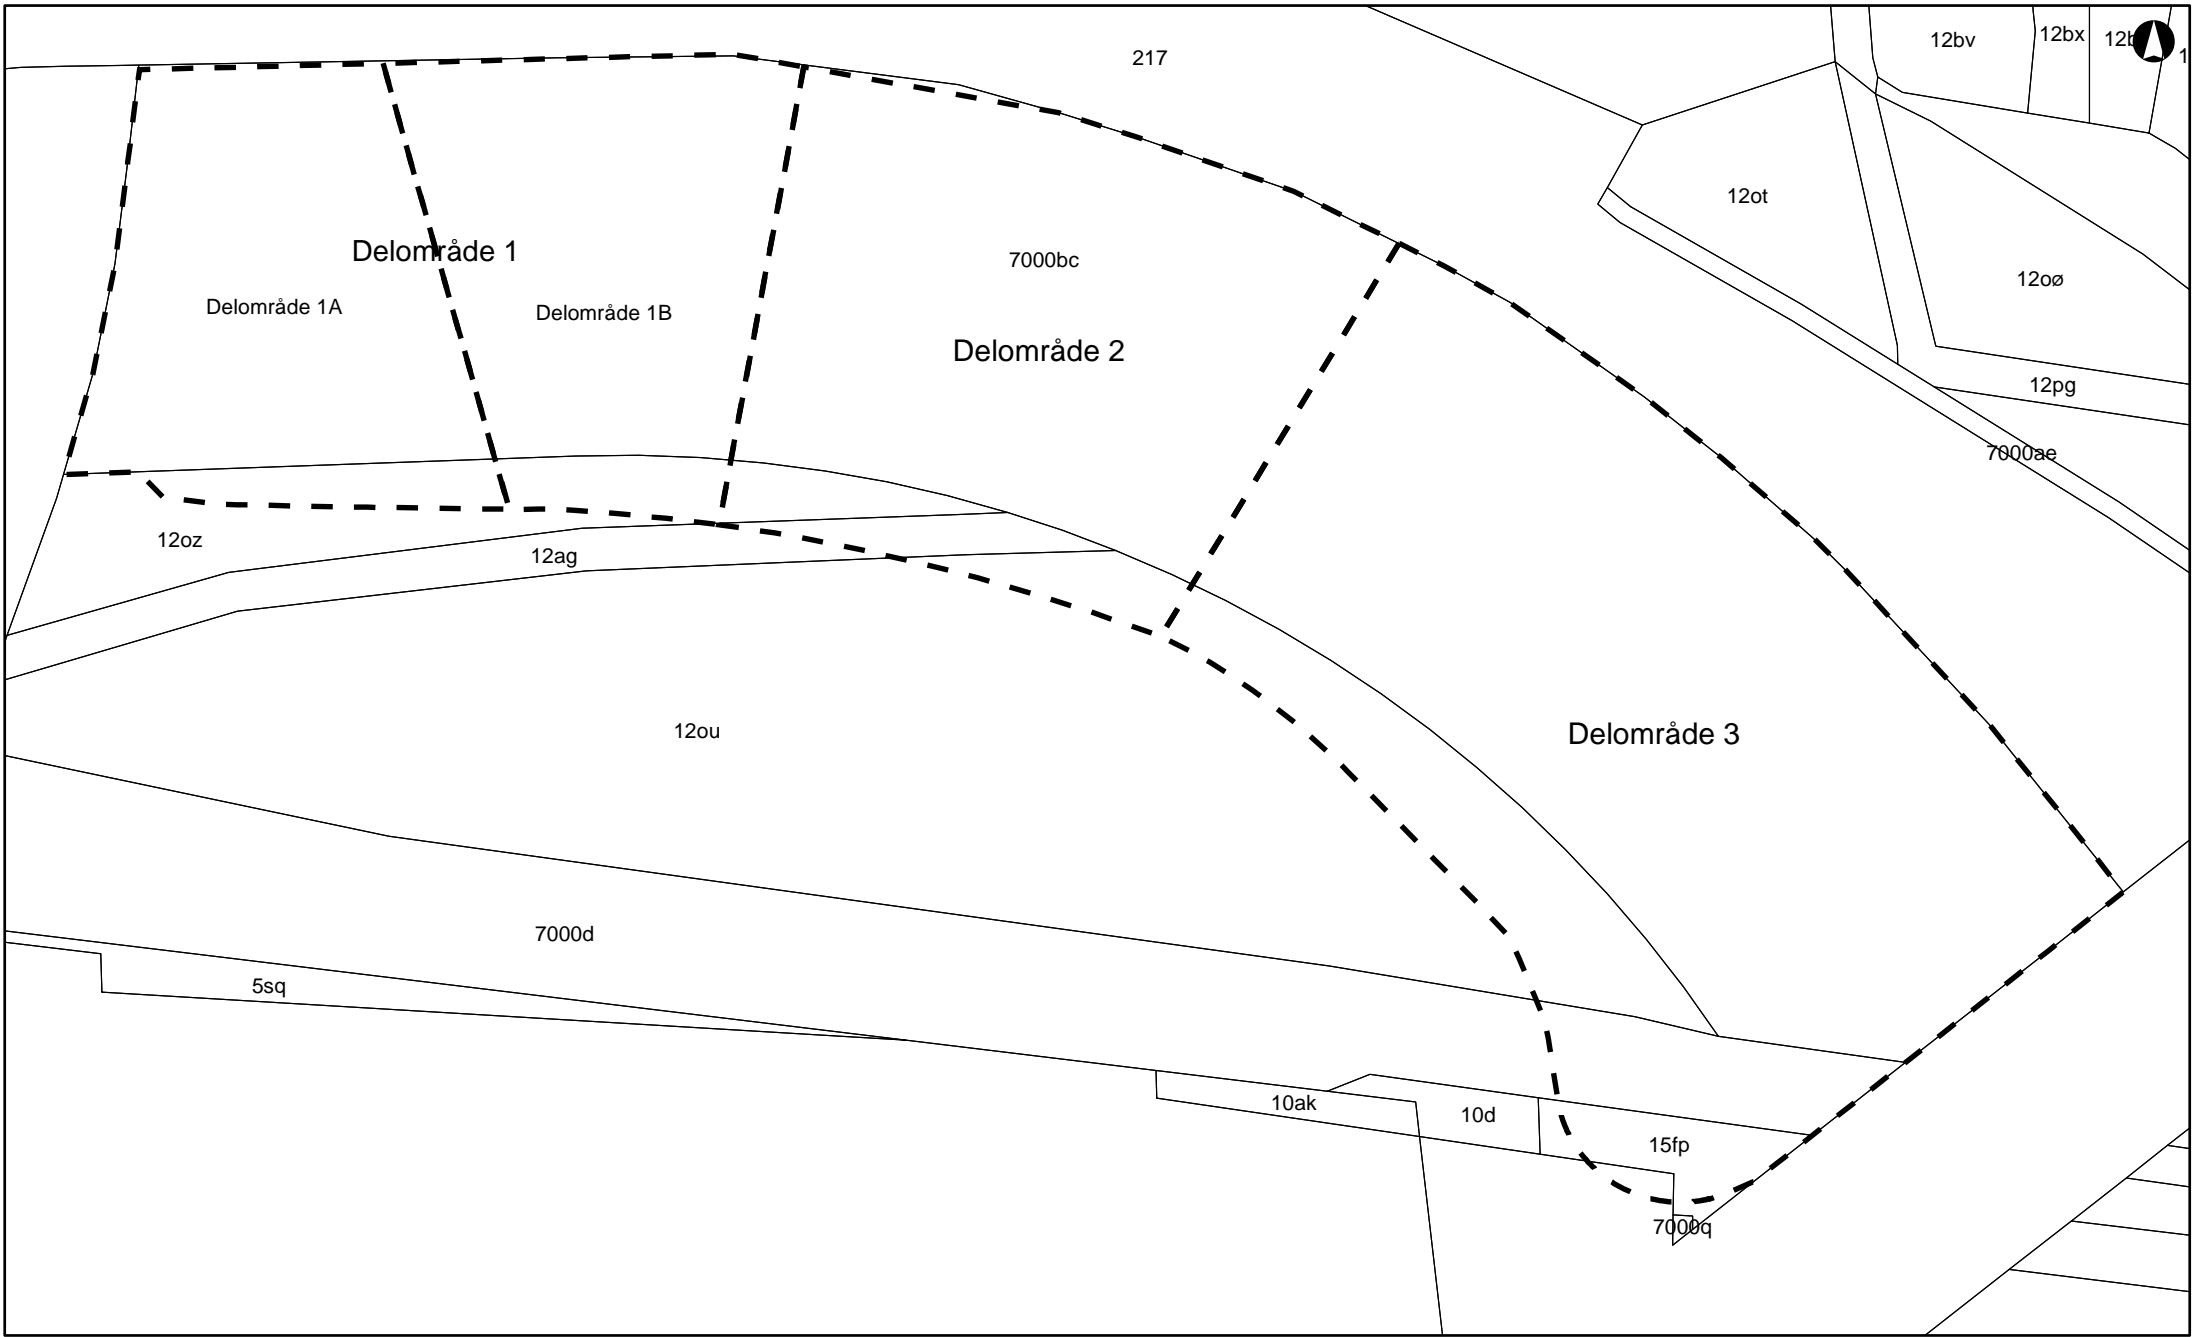 12bv
12bx
217
12ot
Delområde 1
7000bc
12oø
Delområde 1A
Delområde 1B
Delområde 2
12pg
7000ae
12oz
12ag
12ou
Delområde 3
7000d
5sq
10ak
10d
15fp
7000q